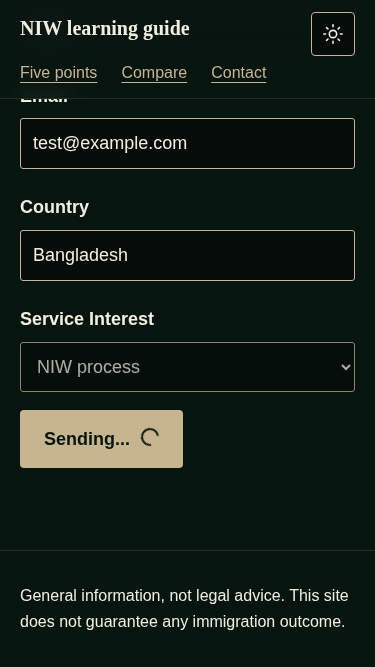 NIW learning guide
Five points Compare Contact
Email
test@example.com
Country
Bangladesh
Service Interest
NIW process
Sending...
General information, not legal advice. This site
does not guarantee any immigration outcome.